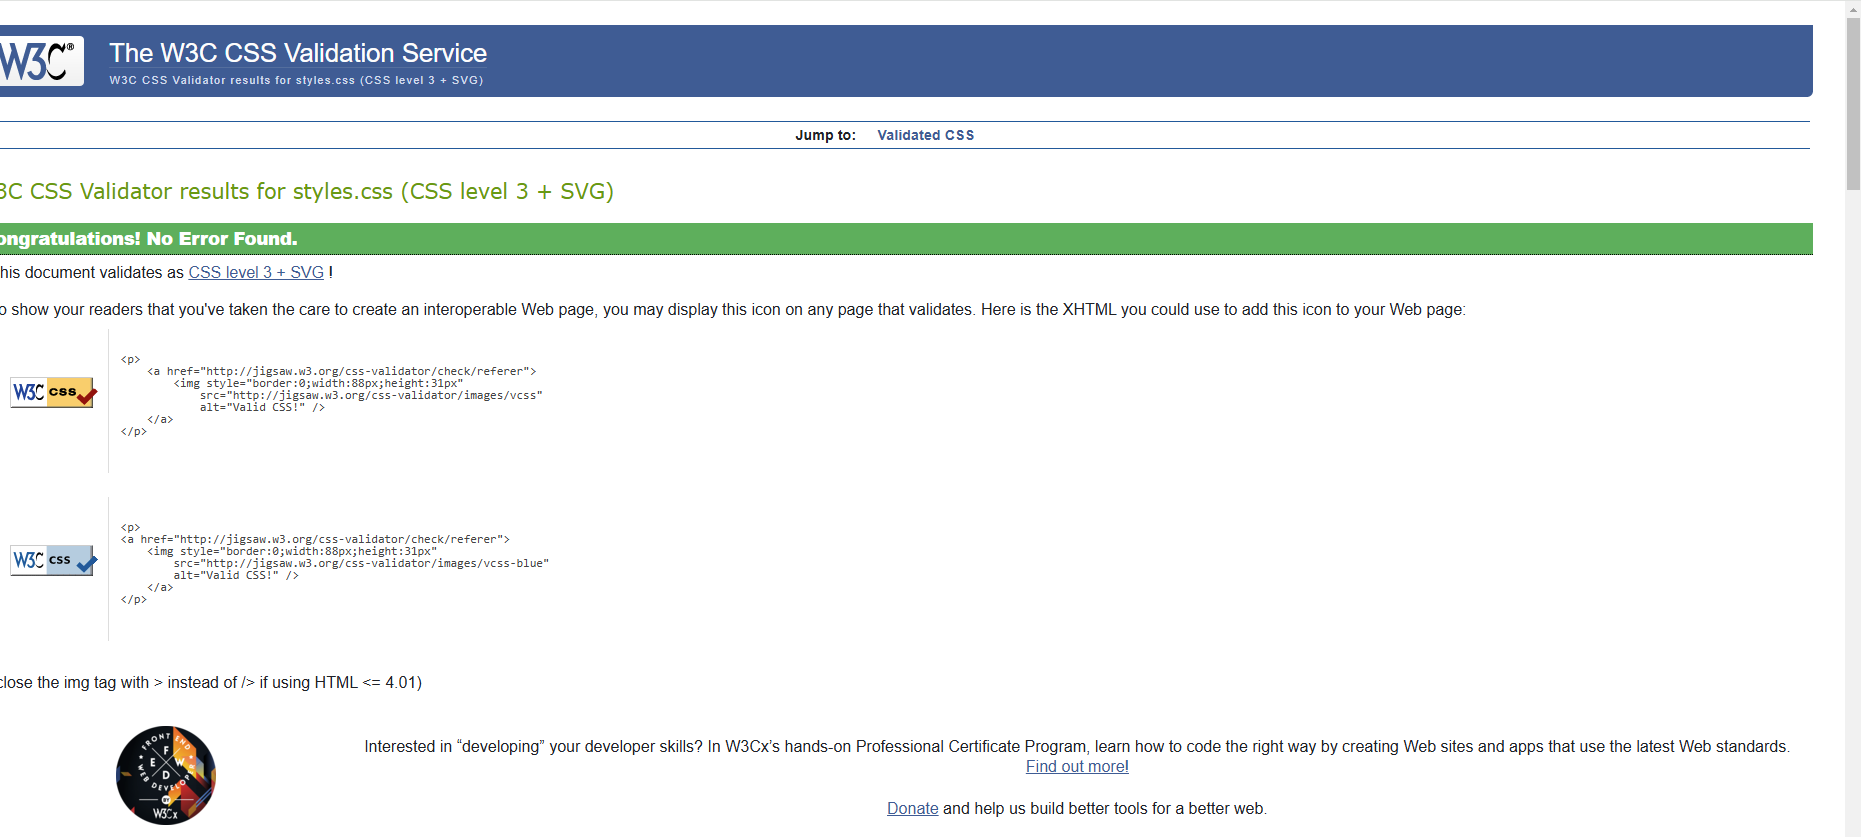 W3C®
The W3C CSS Validation Service
W3C CSS Validator results for styles.css (CSS level 3 + SVG)
Jump to: Validated CSS
3C CSS Validator results for styles.css (CSS level 3 + SVG)
ongratulations! No Error Found.
his document validates as CSS level 3 + SVG !
o show your readers that you've taken the care to create an interoperable Web page, you may display this icon on any page that validates. Here is the XHTML you could use to add this icon to your Web page:
W3C css
<p>
<a href="http://jigsaw.w3.org/css-validator/check/referer">
<img style="border:0;width:88px;height:31px"
src="http://jigsaw.w3.org/css-validator/images/vcss"
alt="Valid CSS!" />
</a>
</p>
W3C css
<p>
<a href="http://jigsaw.w3.org/css-validator/check/referer">
<img style="border:0;width:88px;height:31px"
src="http://jigsaw.w3.org/css-validator/images/vcss-blue"
alt="Valid CSS!" />
</a>
</p>
close the img tag with > instead of /> if using HTML <= 4.01)
FRONT END
F E W D
WEB DEVELOPER
BY
W3Cx
Interested in “developing” your developer skills? In W3Cx’s hands-on Professional Certificate Program, learn how to code the right way by creating Web sites and apps that use the latest Web standards.
Find out more!
Donate and help us build better tools for a better web.